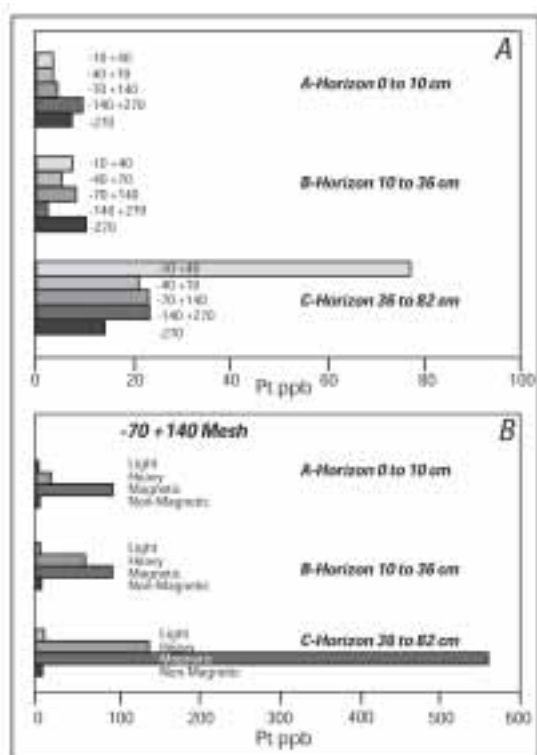 A
-10 +40
-40 +70
-70 +140
-140 +270
-270
A-Horizon 0 to 10 cm
-10 +40
-40 +70
-70 +140
-140 +270
-270
B-Horizon 10 to 36 cm
-10 +40
-40 +70
-70 +140
-140 +270
-270
C-Horizon 36 to 82 cm
0 20 40 60 80 100
Pt ppb
-70 +140 Mesh
B
Light
Heavy
Magnetic
Non-Magnetic
A-Horizon 0 to 10 cm
Light
Heavy
Magnetic
Non-Magnetic
B-Horizon 10 to 36 cm
Light
Heavy
Magnetic
Non-Magnetic
C-Horizon 36 to 82 cm
0 100 200 300 400 500 600
Pt ppb